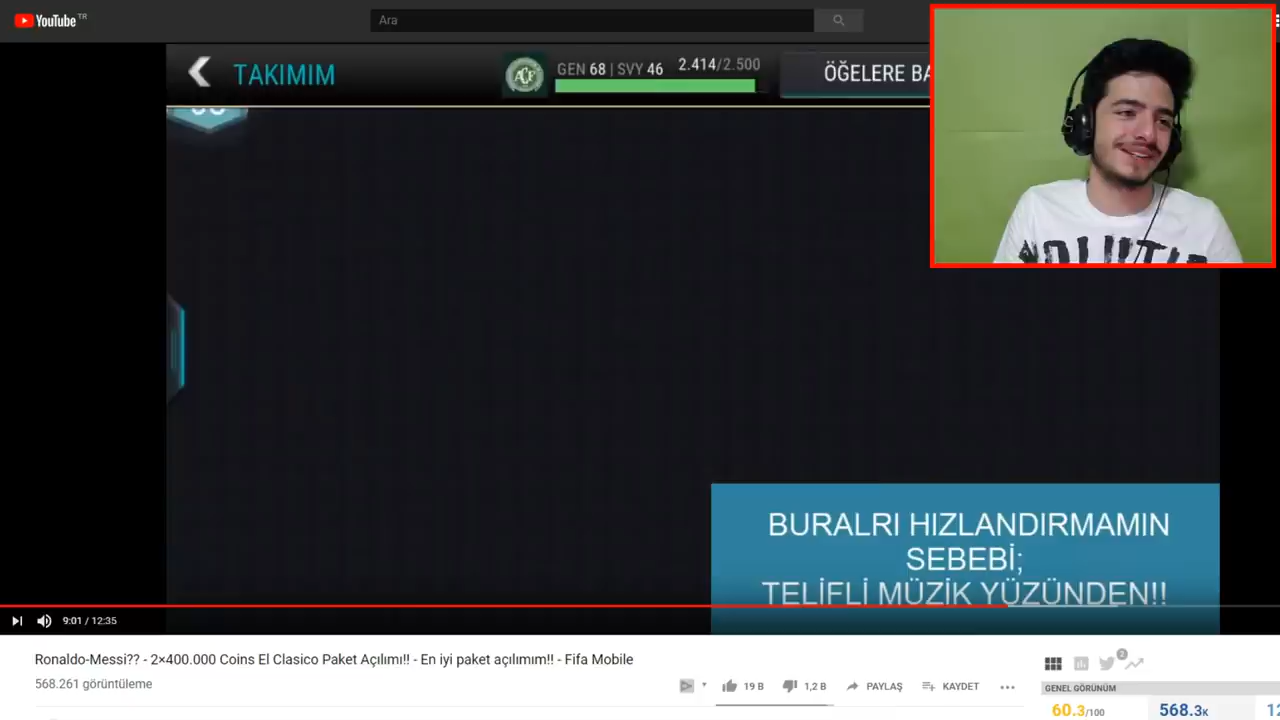 YouTube TR
Ara
TAKIMIM
GEN 68 | SVY 46
2.414/2.500
ÖĞELERE BA
BURALRI HIZLANDIRMAMIN
SEBEBİ;
TELİFLİ MÜZİK YÜZÜNDEN!!
9:01 / 12:35
Ronaldo-Messi?? - 2×400.000 Coins El Clasico Paket Açılımı!! - En iyi paket açılımım!! - Fifa Mobile
568.261 görüntüleme
19 B
1,2 B
PAYLAŞ
KAYDET
2
GENEL GÖRÜNÜM
60.3/100
568.3K
12